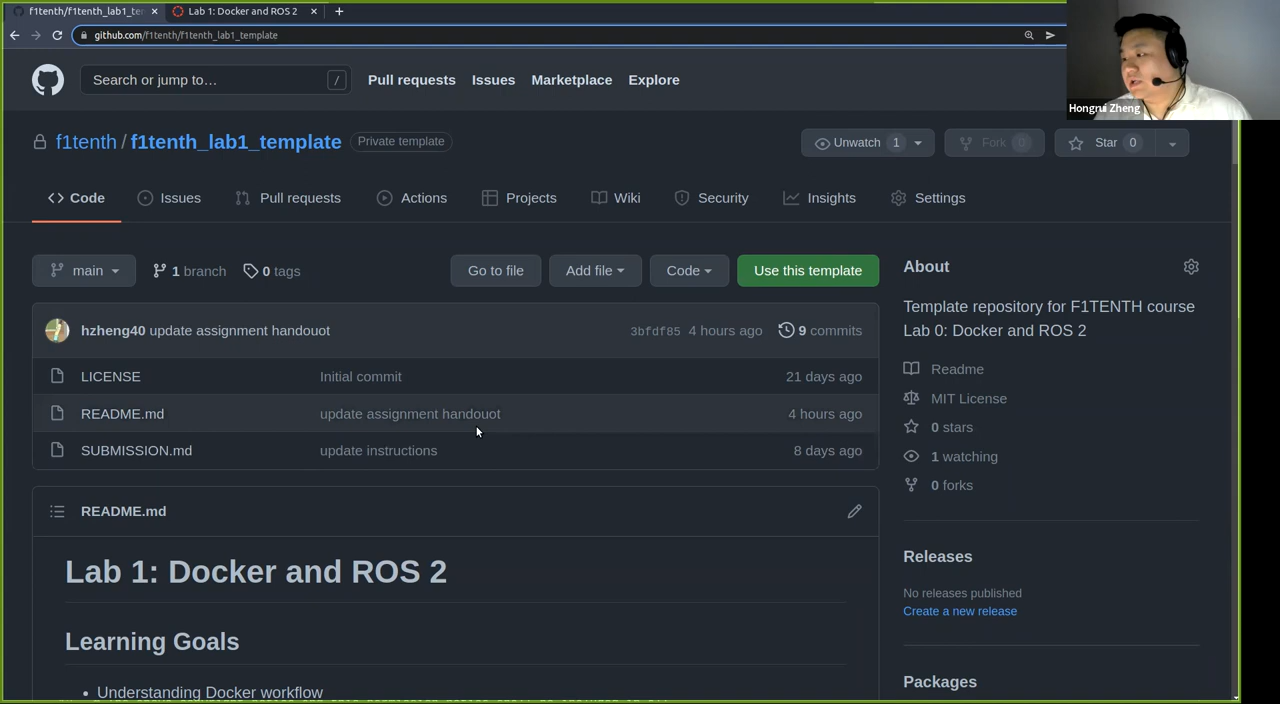 f1tenth/f1tenth_lab1_ter
Lab 1: Docker and ROS 2
github.com/f1tenth/f1tenth_lab1_template
Hongrui Zheng
Search or jump to…
/
Pull requests
Issues
Marketplace
Explore
f1tenth / f1tenth_lab1_template
Private template
Unwatch 1
Fork 0
Star 0
Code
Issues
Pull requests
Actions
Projects
Wiki
Security
Insights
Settings
main
1 branch
0 tags
Go to file
Add file
Code
Use this template
hzheng40 update assignment handouot
3bfdf85 4 hours ago
9 commits
LICENSE
Initial commit
21 days ago
README.md
update assignment handouot
4 hours ago
SUBMISSION.md
update instructions
8 days ago
README.md
Lab 1: Docker and ROS 2
Learning Goals
Understanding Docker workflow
About
Template repository for F1TENTH course
Lab 0: Docker and ROS 2
Readme
MIT License
0 stars
1 watching
0 forks
Releases
No releases published
Create a new release
Packages